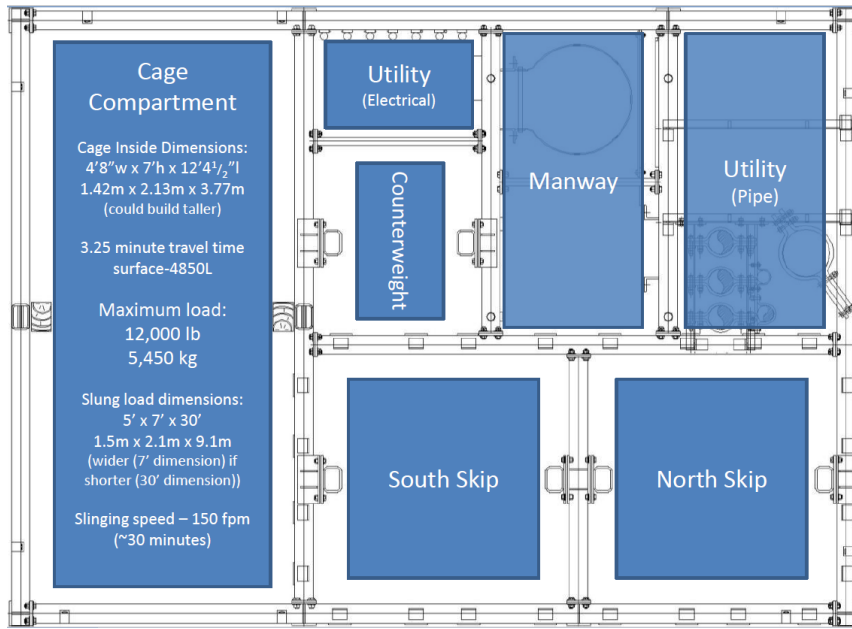 Cage
Compartment
Cage Inside Dimensions:
4'8"w x 7'h x 12'4¹/₂"l
1.42m x 2.13m x 3.77m
(could build taller)
3.25 minute travel time
surface-4850L
Maximum load:
12,000 lb
5,450 kg
Slung load dimensions:
5' x 7' x 30'
1.5m x 2.1m x 9.1m
(wider (7' dimension) if
shorter (30' dimension))
Slinging speed – 150 fpm
(~30 minutes)
Utility
(Electrical)
Counterweight
Manway
Utility
(Pipe)
South Skip
North Skip